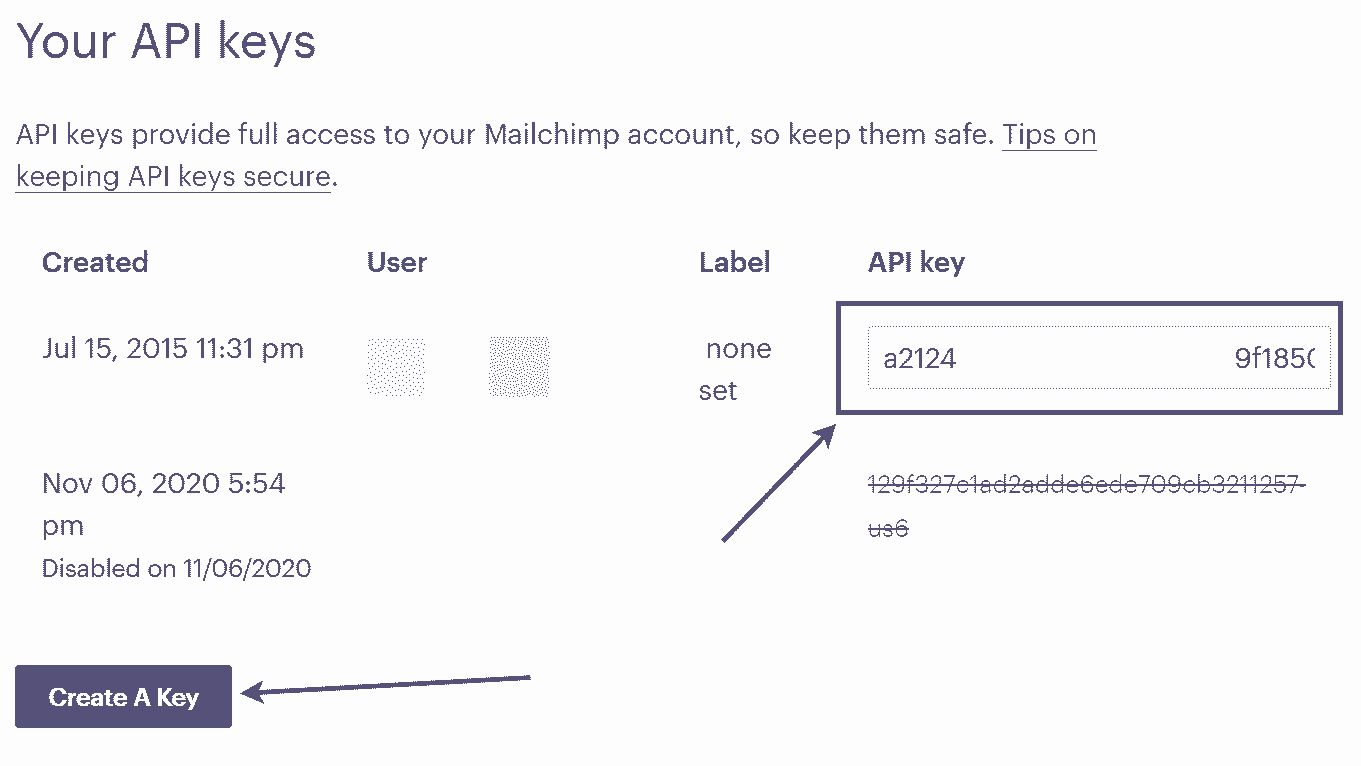 Your API keys
API keys provide full access to your Mailchimp account, so keep them safe. Tips on
keeping API keys secure.
Created User Label API key
Jul 15, 2015 11:31 pm none a2124 9f185
set
Nov 06, 2020 5:54 129f327c1ad2adde6ede709cb3211257-
pm us6
Disabled on 11/06/2020
Create A Key